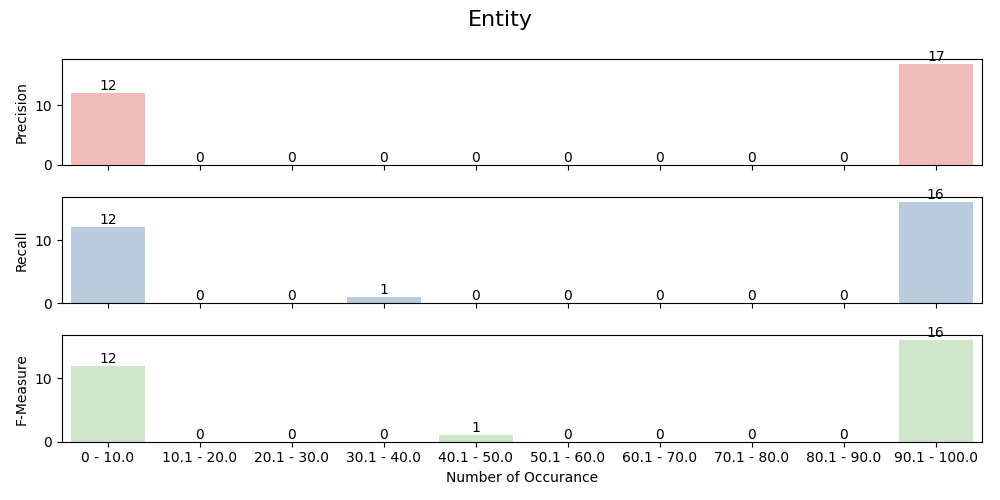 Entity
Precision
10
0
12 0 0 0 0 0 0 0 0 17
Recall
10
0
12 0 0 1 0 0 0 0 0 16
F-Measure
10
0
12 0 0 0 1 0 0 0 0 16
0 - 10.0 10.1 - 20.0 20.1 - 30.0 30.1 - 40.0 40.1 - 50.0 50.1 - 60.0 60.1 - 70.0 70.1 - 80.0 80.1 - 90.0 90.1 - 100.0
Number of Occurance